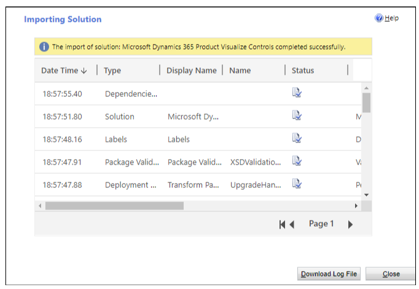 Importing Solution
Help
The import of solution: Microsoft Dynamics 365 Product Visualize Controls completed successfully.
Date Time Type Display Name Name Status
18:57:55.40 Dependencie...
18:57:51.80 Solution Microsoft Dy... M
18:57:48.16 Labels Labels D
18:57:47.91 Package Valid... Package Valid... XSDValidatio...
18:57:47.88 Deployment ... Transform Pa... UpgradeHan...
Page 1
Download Log File Close